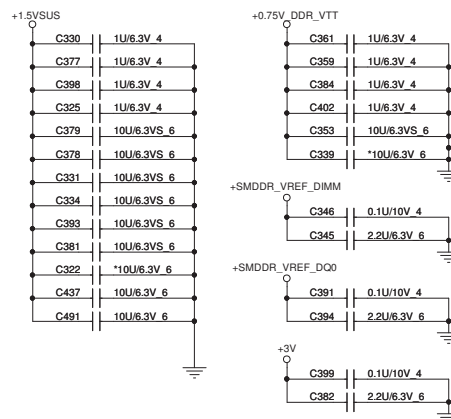 +1.5VSUS
C330 1U/6.3V_4
C377 1U/6.3V_4
C398 1U/6.3V_4
C325 1U/6.3V_4
C379 10U/6.3VS_6
C378 10U/6.3VS_6
C331 10U/6.3VS_6
C334 10U/6.3VS_6
C393 10U/6.3VS_6
C381 10U/6.3VS_6
C322 *10U/6.3V_6
C437 10U/6.3V_6
C491 10U/6.3V_6
+0.75V_DDR_VTT
C361 1U/6.3V_4
C359 1U/6.3V_4
C384 1U/6.3V_4
C402 1U/6.3V_4
C353 10U/6.3VS_6
C339 *10U/6.3V_6
+SMDDR_VREF_DIMM
C346 0.1U/10V_4
C345 2.2U/6.3V_6
+SMDDR_VREF_DQ0
C391 0.1U/10V_4
C394 2.2U/6.3V_6
+3V
C399 0.1U/10V_4
C382 2.2U/6.3V_6